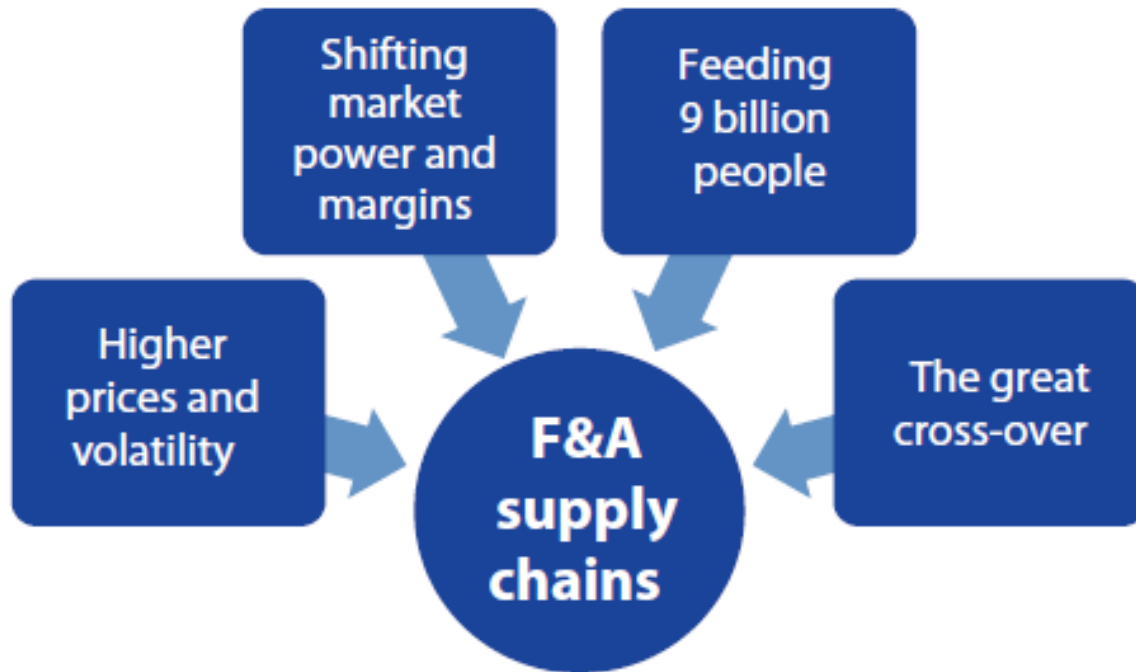 Shifting
market
power and
margins
Feeding
9 billion
people
Higher
prices and
volatility
The great
cross-over
F&A
supply
chains